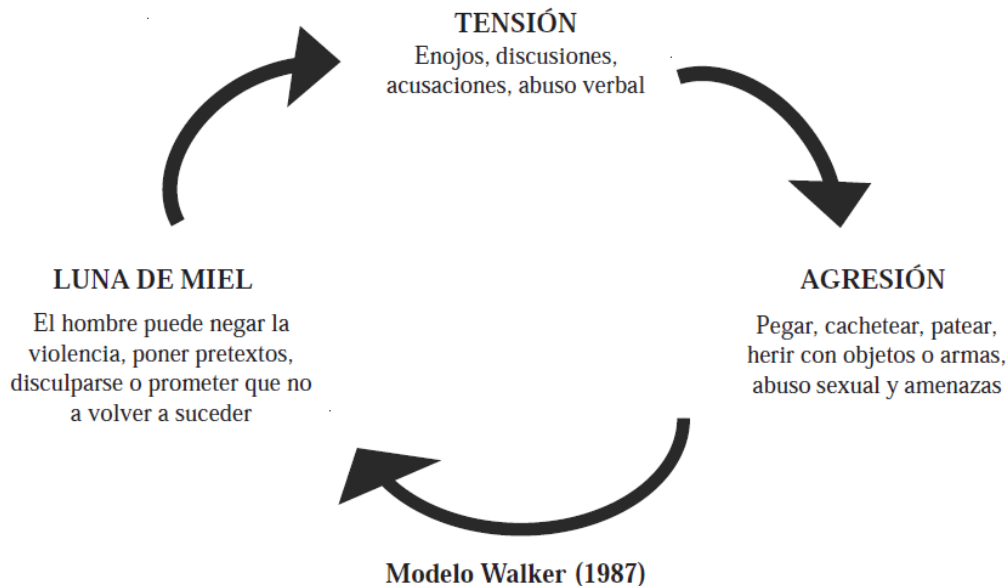 TENSIÓN
Enojos, discusiones,
acusaciones, abuso verbal
LUNA DE MIEL
El hombre puede negar la
violencia, poner pretextos,
disculparse o prometer que no
a volver a suceder
AGRESIÓN
Pegar, cachetear, patear,
herir con objetos o armas,
abuso sexual y amenazas
Modelo Walker (1987)